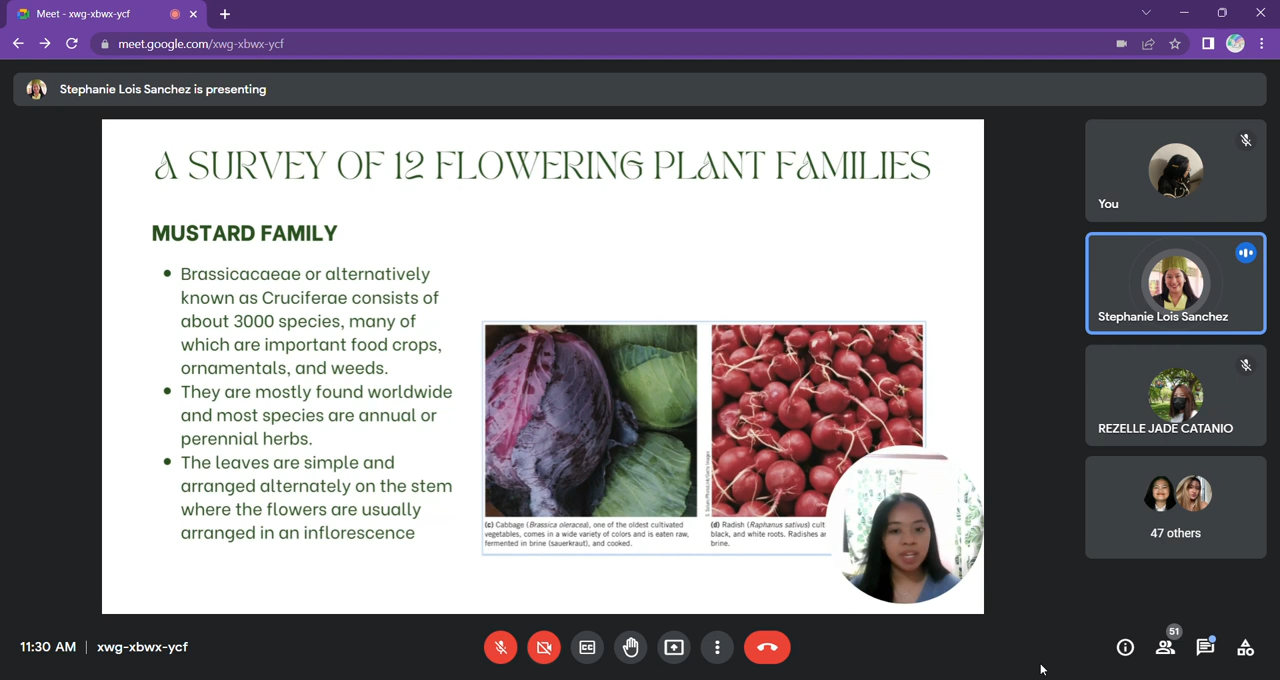 Meet - xwg-xbwx-ycf
meet.google.com/xwg-xbwx-ycf
Stephanie Lois Sanchez is presenting
A SURVEY OF 12 FLOWERING PLANT FAMILIES
MUSTARD FAMILY
• Brassicacaeae or alternatively
known as Cruciferae consists of
about 3000 species, many of
which are important food crops,
ornamentals, and weeds.
• They are mostly found worldwide
and most species are annual or
perennial herbs.
• The leaves are simple and
arranged alternately on the stem
where the flowers are usually
arranged in an inflorescence
(c) Cabbage (Brassica oleracea), one of the oldest cultivated
vegetables, comes in a wide variety of colors and is eaten raw,
fermented in brine (sauerkraut), and cooked.
(d) Radish (Raphanus sativus) cult
black, and white roots. Radishes a
brine.
You
Stephanie Lois Sanchez
REZELLE JADE CATANIO
47 others
11:30 AM | xwg-xbwx-ycf
51